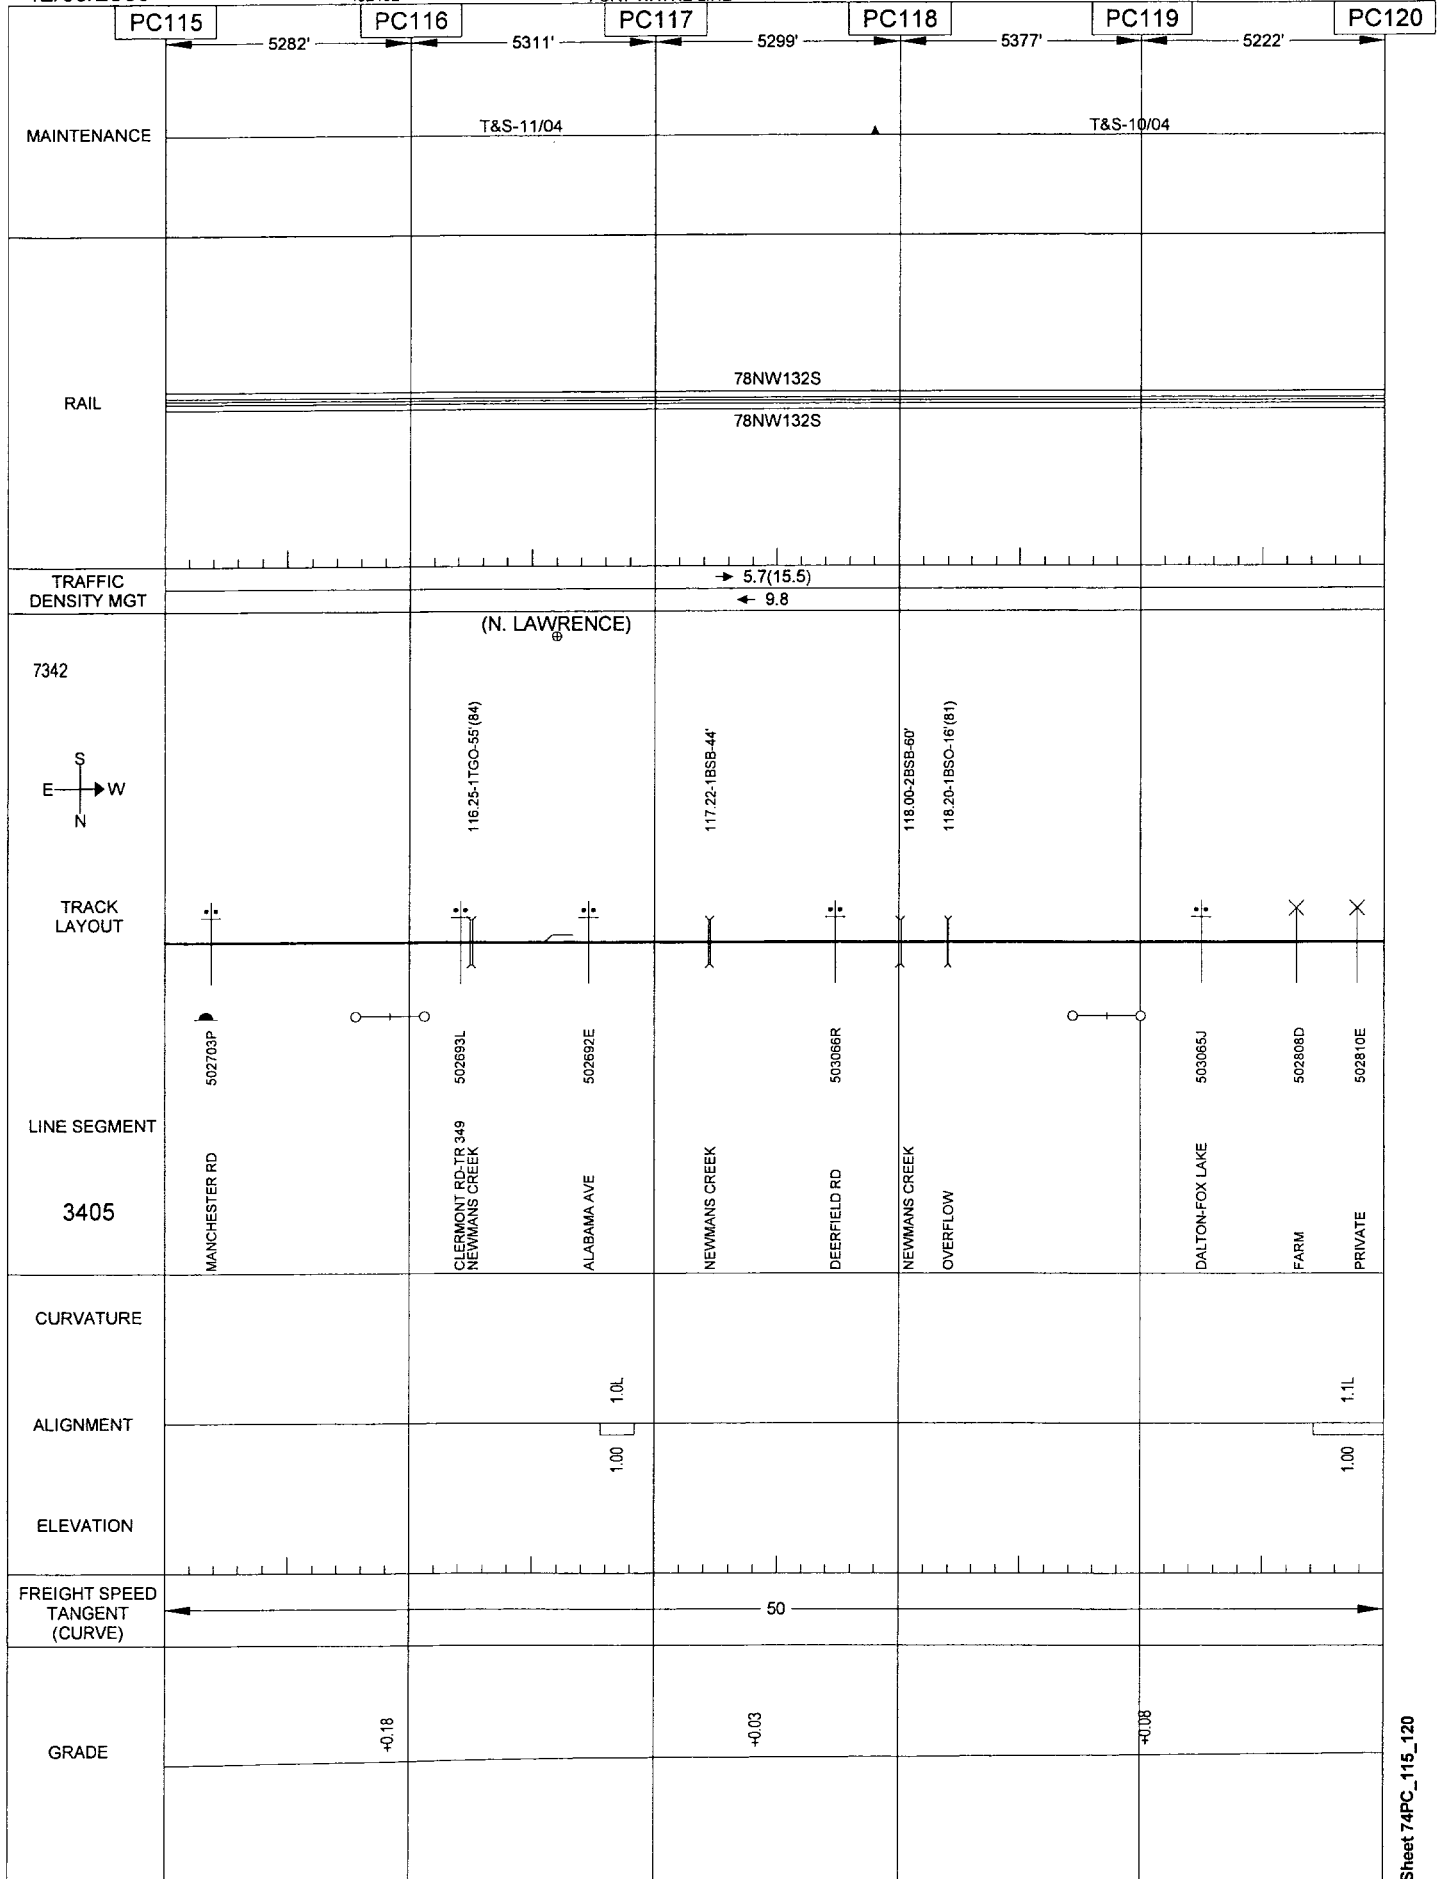 PC115 PC116 PC117 PC118 PC119 PC120
5282' 5311' 5299' 5377' 5222'
MAINTENANCE
T&S-11/04 T&S-10/04
78NW132S
RAIL
78NW132S
TRAFFIC
DENSITY MGT
→ 5.7(15.5)
← 9.8
(N. LAWRENCE)
7342
S
E W
N
116.25-1TGO-55'(84)
117.22-1BSB-44'
118.00-2BSB-60'
118.20-1BSO-16'(81)
TRACK
LAYOUT
502703P
502693L
502692E
503066R
503065J
502808D
502810E
LINE SEGMENT
3405
MANCHESTER RD
CLERMONT RD-TR 349
NEWMANS CREEK
ALABAMA AVE
NEWMANS CREEK
DEERFIELD RD
NEWMANS CREEK
OVERFLOW
DALTON-FOX LAKE
FARM
PRIVATE
CURVATURE
1.0L 1.1L
ALIGNMENT
1.00 1.00
ELEVATION
FREIGHT SPEED
TANGENT
(CURVE)
50
GRADE
+0.18 +0.03 +0.08
Sheet 74PC_115_120